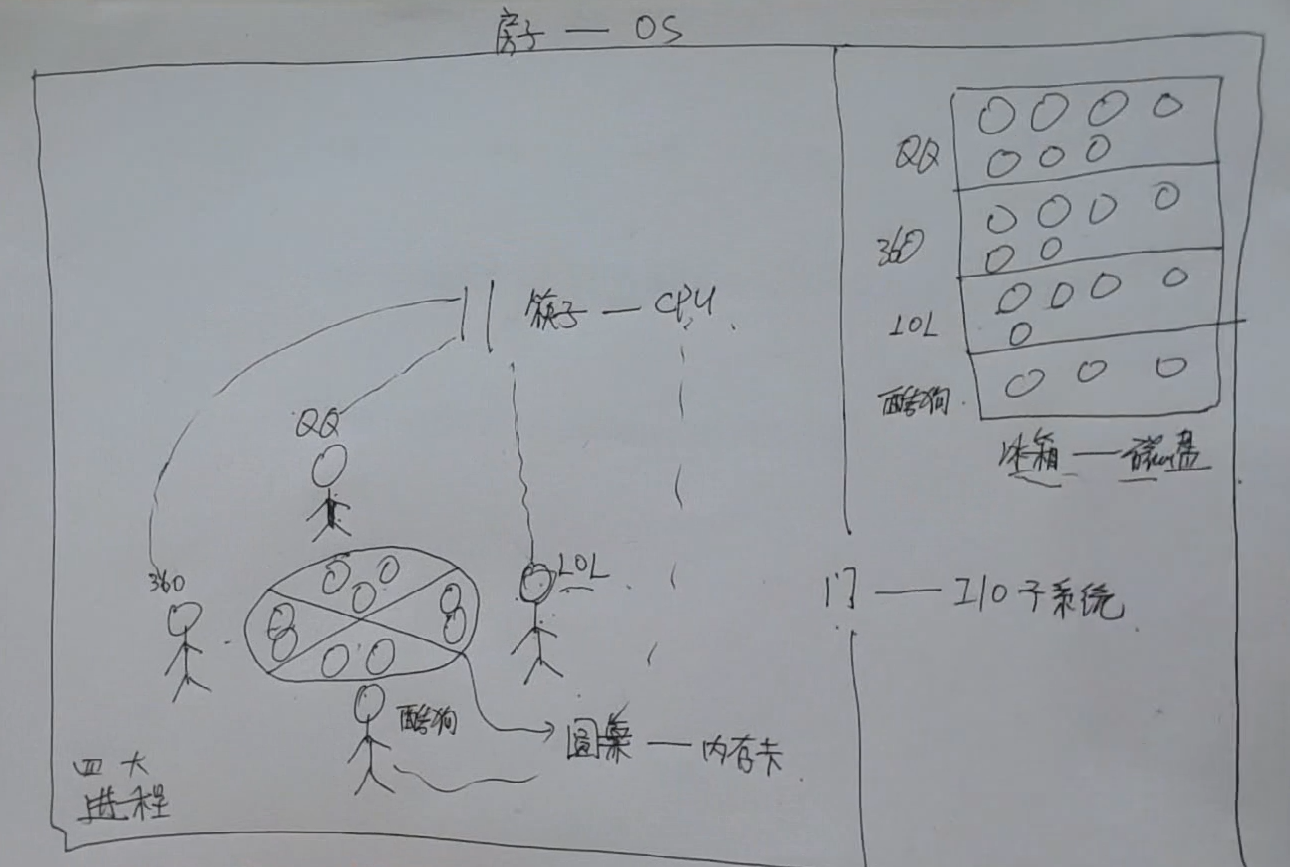 房子 — OS
QQ
360
LOL
酷狗
冰箱 — 磁盘
筷子 — CPU
QQ
360
LOL
酷狗
门 — I/O子系统
圆桌 — 内存卡
四大
进程